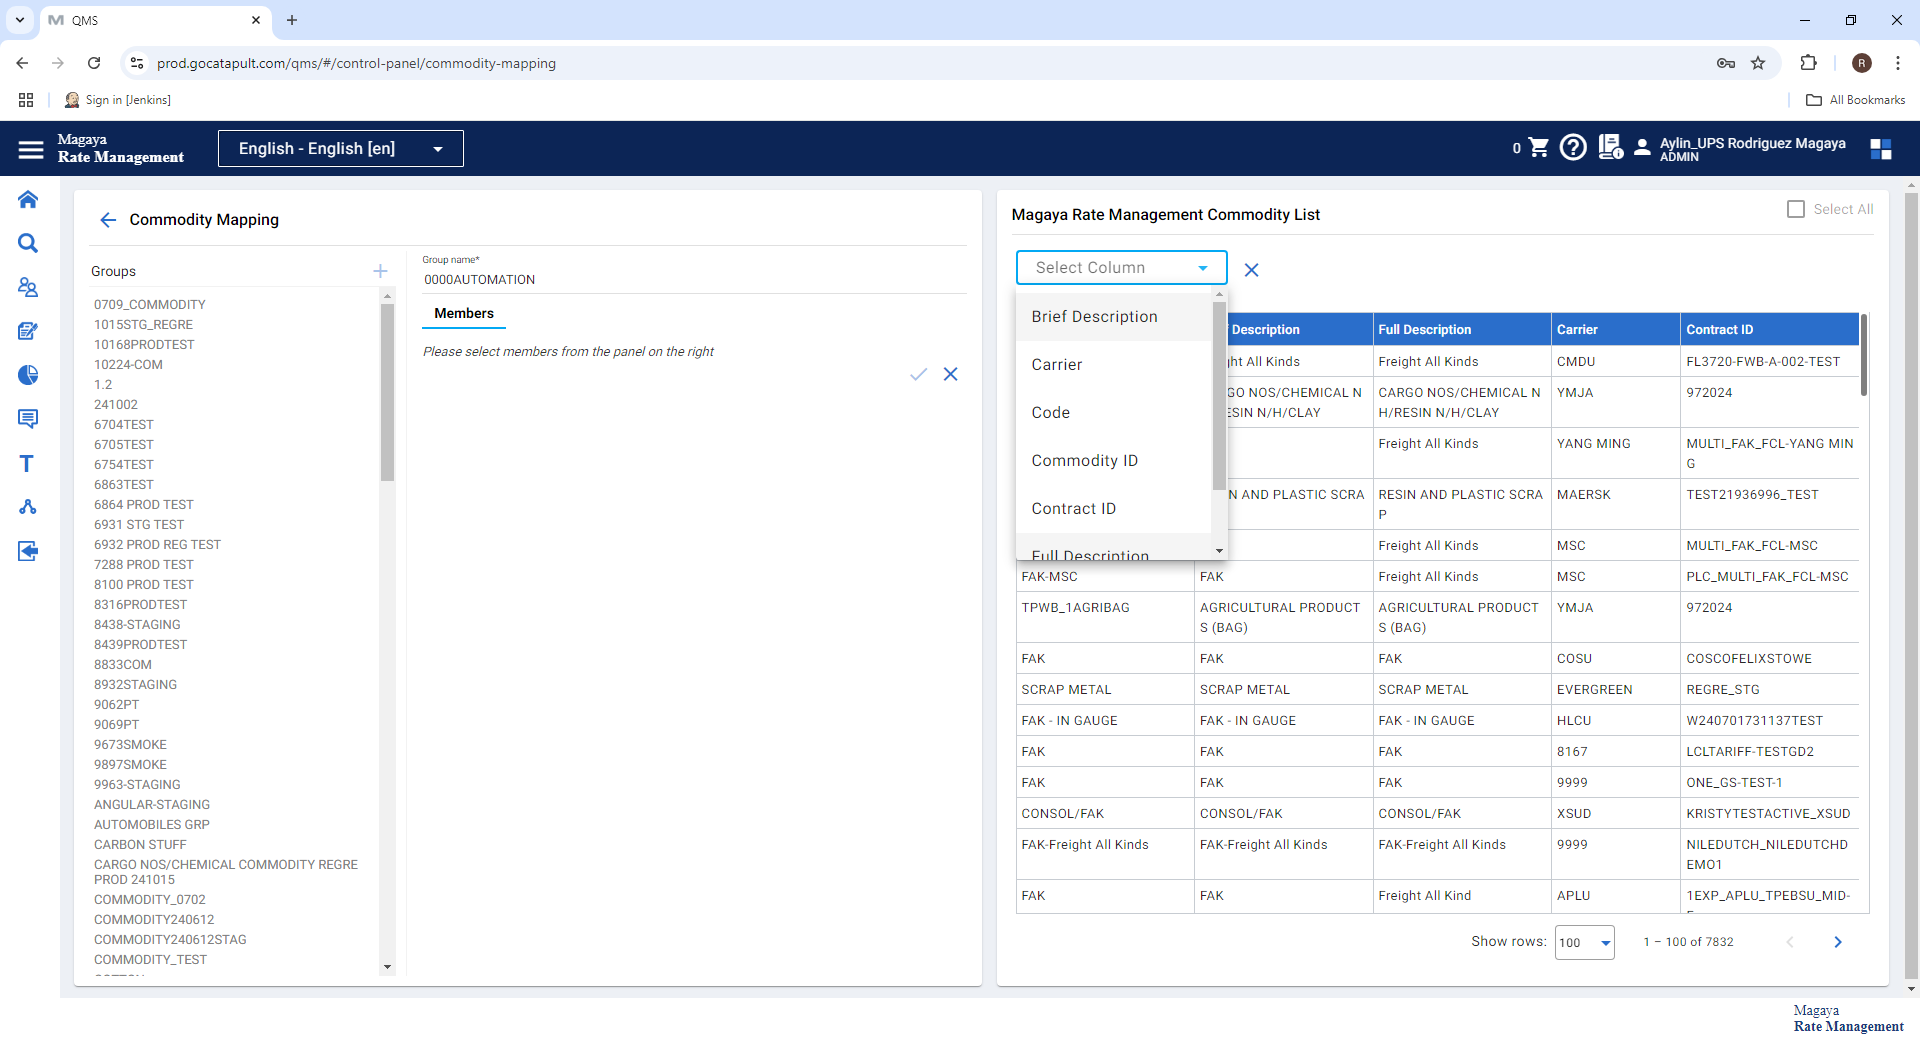 QMS
prod.gocatapult.com/qms/#/control-panel/commodity-mapping
R
Sign in [Jenkins]
All Bookmarks
Magaya
Rate Management
English - English [en]
0
Aylin_UPS Rodriguez Magaya
ADMIN
Commodity Mapping
Groups
0709_COMMODITY
1015STG_REGRE
10168PRODTEST
10224-COM
1.2
241002
6704TEST
6705TEST
6754TEST
6863TEST
6864 PROD TEST
6931 STG TEST
6932 PROD REG TEST
7288 PROD TEST
8100 PROD TEST
8316PRODTEST
8438-STAGING
8439PRODTEST
8833COM
8932STAGING
9062PT
9069PT
9673SMOKE
9897SMOKE
9963-STAGING
ANGULAR-STAGING
AUTOMOBILES GRP
CARBON STUFF
CARGO NOS/CHEMICAL COMMODITY REGRE
PROD 241015
COMMODITY_0702
COMMODITY240612
COMMODITY240612STAG
COMMODITY_TEST
Group name*
0000AUTOMATION
Members
Please select members from the panel on the right
Magaya Rate Management Commodity List
Select All
Select Column
Brief Description
Carrier
Code
Commodity ID
Contract ID
Full Description
Description Full Description Carrier Contract ID
ht All Kinds Freight All Kinds CMDU FL3720-FWB-A-002-TEST
GO NOS/CHEMICAL N CARGO NOS/CHEMICAL N YMJA 972024
ESIN N/H/CLAY H/RESIN N/H/CLAY
Freight All Kinds YANG MING MULTI_FAK_FCL-YANG MIN
G
N AND PLASTIC SCRA RESIN AND PLASTIC SCRA MAERSK TEST21936996_TEST
P
Freight All Kinds MSC MULTI_FAK_FCL-MSC
FAK-MSC FAK Freight All Kinds MSC PLC_MULTI_FAK_FCL-MSC
TPWB_1AGRIBAG AGRICULTURAL PRODUCT AGRICULTURAL PRODUCT YMJA 972024
S (BAG) S (BAG)
FAK FAK FAK COSU COSCOFELIXSTOWE
SCRAP METAL SCRAP METAL SCRAP METAL EVERGREEN REGRE_STG
FAK - IN GAUGE FAK - IN GAUGE FAK - IN GAUGE HLCU W240701731137TEST
FAK FAK FAK 8167 LCLTARIFF-TESTGD2
FAK FAK FAK 9999 ONE_GS-TEST-1
CONSOL/FAK CONSOL/FAK CONSOL/FAK XSUD KRISTYTESTACTIVE_XSUD
FAK-Freight All Kinds FAK-Freight All Kinds FAK-Freight All Kinds 9999 NILEDUTCH_NILEDUTCHD
EMO1
FAK FAK Freight All Kind APLU 1EXP_APLU_TPEBSU_MID-
Show rows: 100 1 – 100 of 7832
Magaya
Rate Management